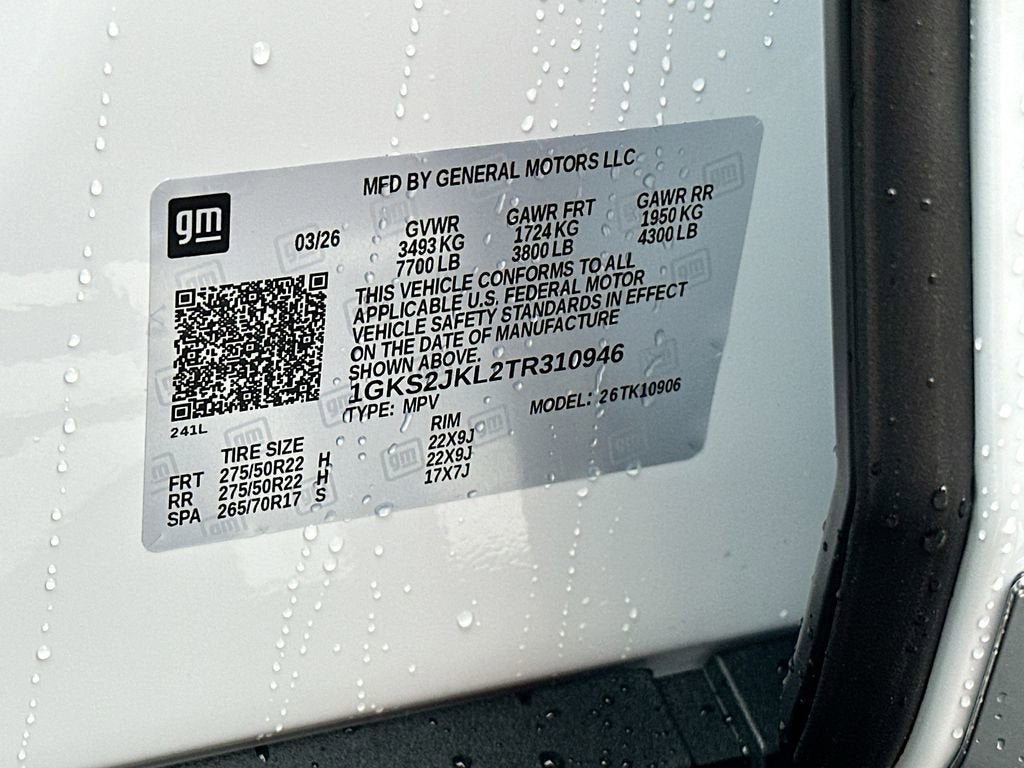 MFD BY GENERAL MOTORS LLC
gm
03/26
GVWR GAWR FRT GAWR RR
3493 KG 1724 KG 1950 KG
7700 LB 3800 LB 4300 LB
THIS VEHICLE CONFORMS TO ALL
APPLICABLE U.S. FEDERAL MOTOR
VEHICLE SAFETY STANDARDS IN EFFECT
ON THE DATE OF MANUFACTURE
SHOWN ABOVE.
1GKS2JKL2TR310946
TYPE: MPV MODEL: 26TK10906
241L
TIRE SIZE RIM
FRT 275/50R22 H 22X9J
RR 275/50R22 H 22X9J
SPA 265/70R17 S 17X7J